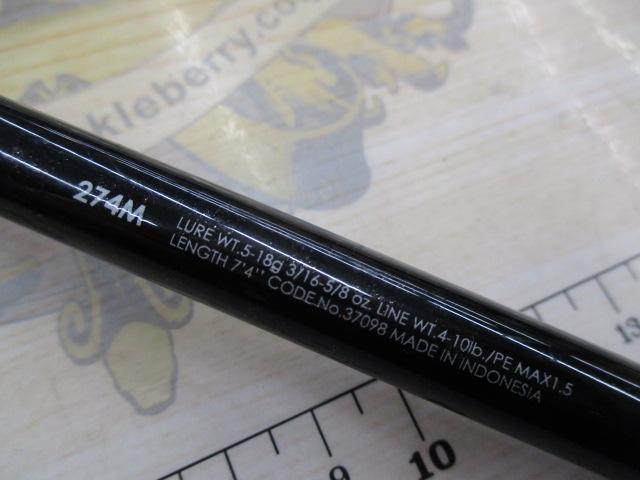 kleberry.co
274M
LURE WT.5-18g 3/16-5/8 oz. LINE WT.4-10lb./PE MAX1.5
LENGTH 7'4'' CODE.No.37098 MADE IN INDONESIA
9
10
13